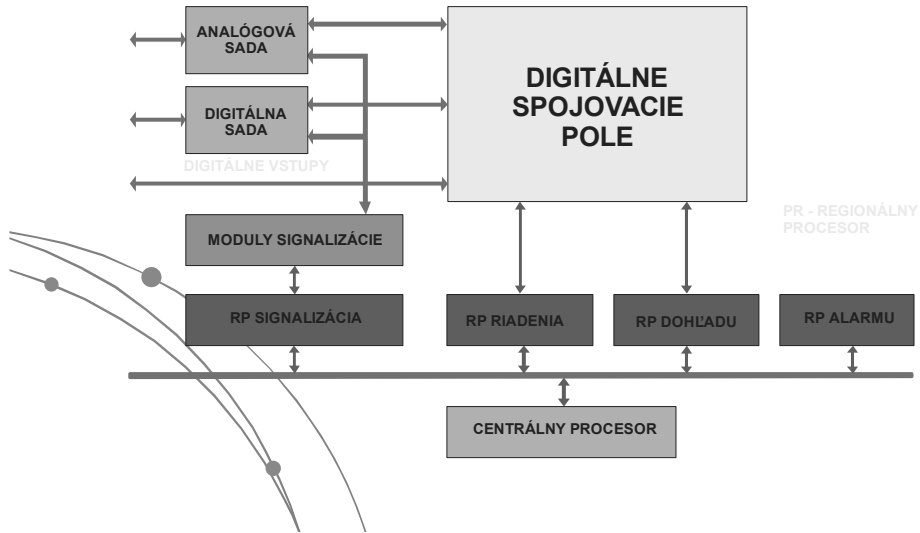 ANALÓGOVÁ
SADA
DIGITÁLNE
SPOJOVACIE
POLE
DIGITÁLNA
SADA
DIGITÁLNE VSTUPY
PR - REGIONÁLNY
PROCESOR
MODULY SIGNALIZÁCIE
RP SIGNALIZÁCIA
RP RIADENIA
RP DOHĽADU
RP ALARMU
CENTRÁLNY PROCESOR